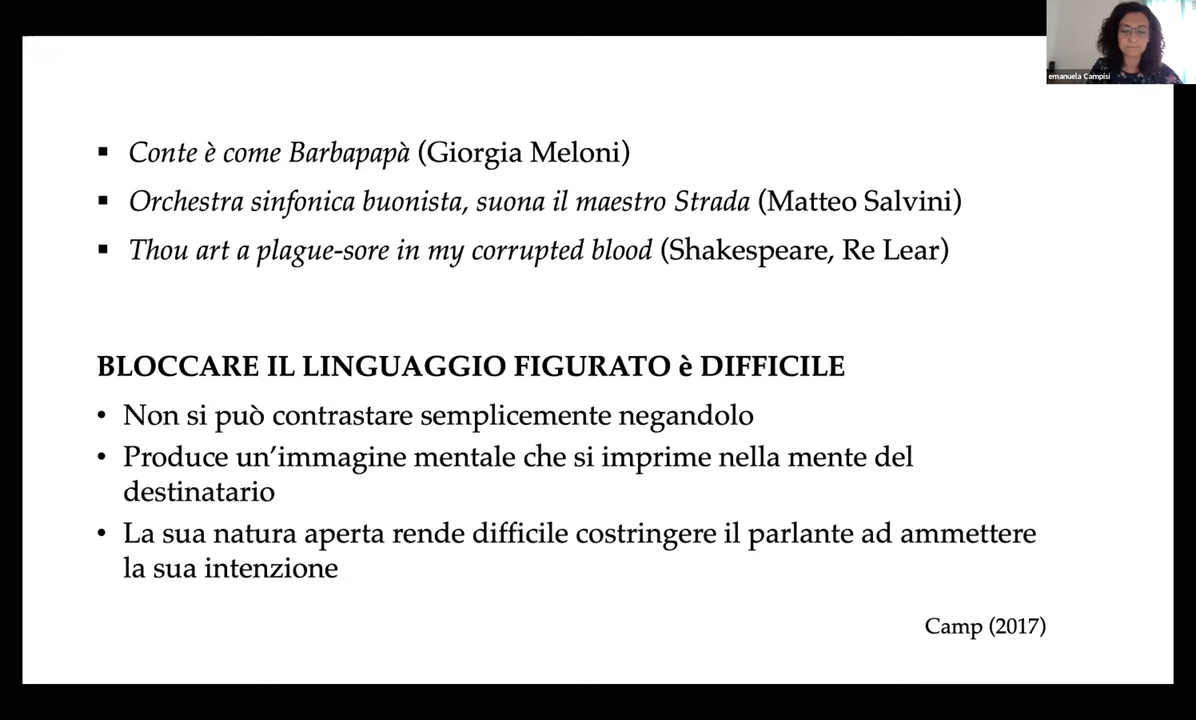 emanuela Campisi
▪ Conte è come Barbapapà (Giorgia Meloni)
▪ Orchestra sinfonica buonista, suona il maestro Strada (Matteo Salvini)
▪ Thou art a plague-sore in my corrupted blood (Shakespeare, Re Lear)
BLOCCARE IL LINGUAGGIO FIGURATO è DIFFICILE
• Non si può contrastare semplicemente negandolo
• Produce un’immagine mentale che si imprime nella mente del
destinatario
• La sua natura aperta rende difficile costringere il parlante ad ammettere
la sua intenzione
Camp (2017)